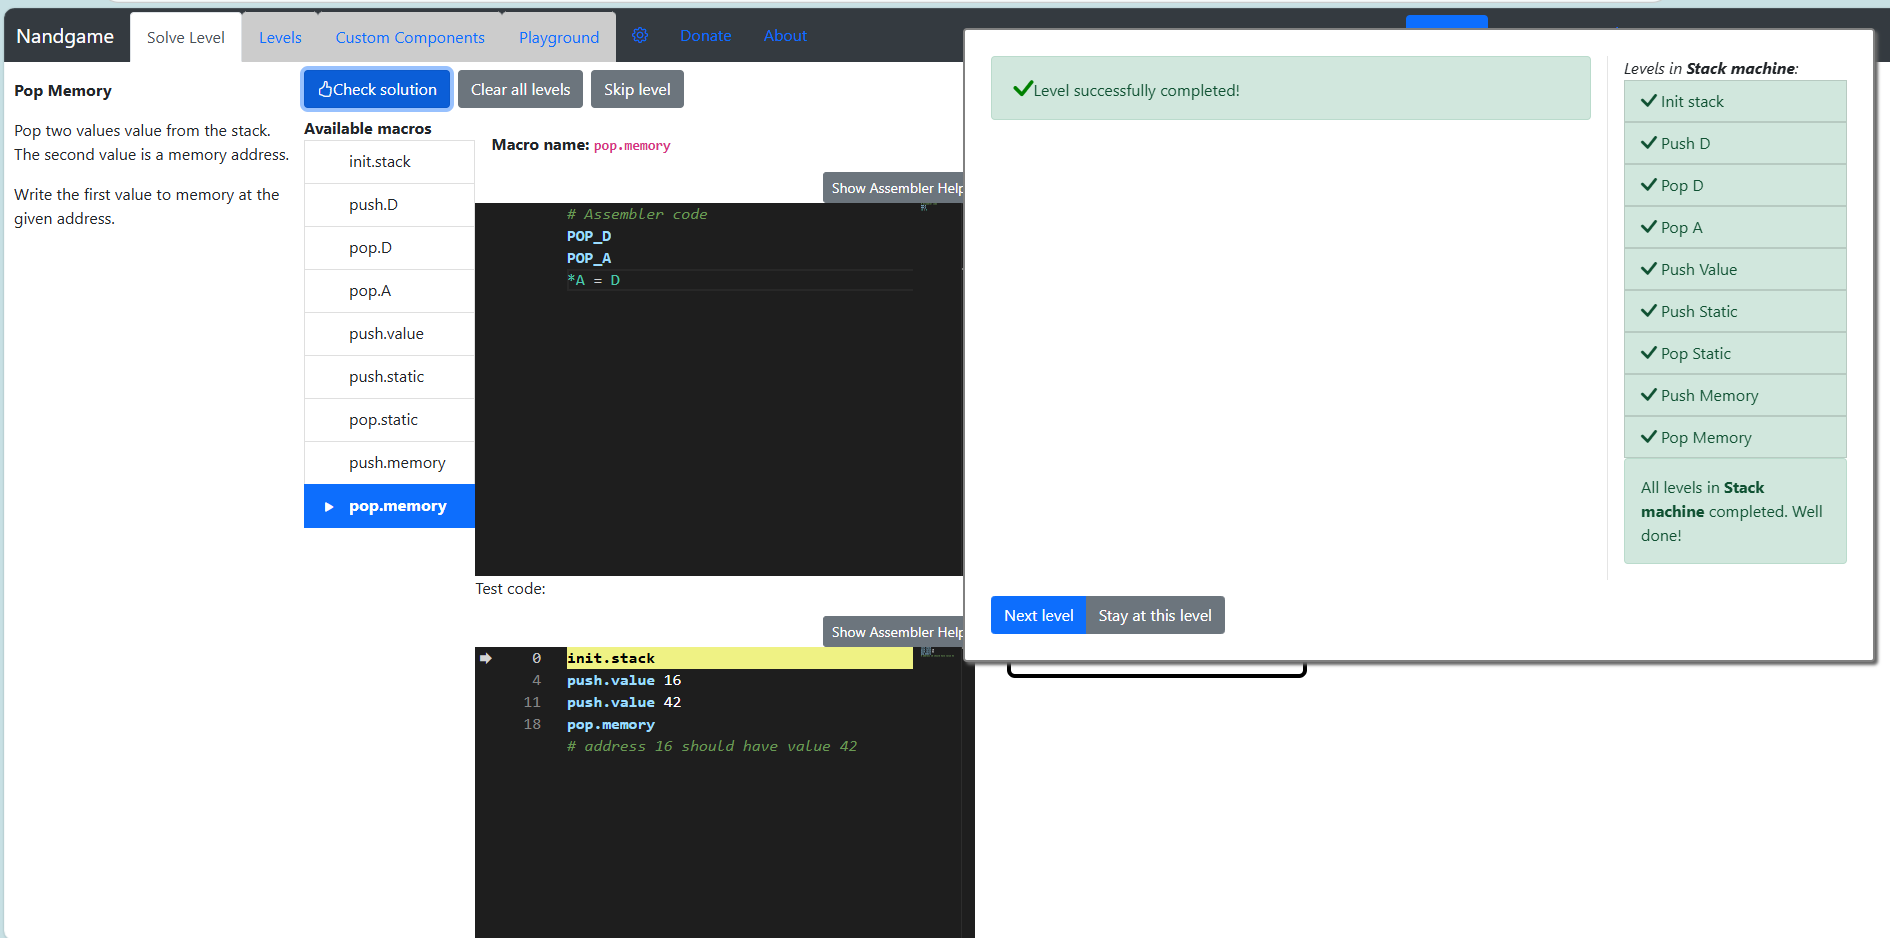 Nandgame
Solve Level
Levels
Custom Components
Playground
Donate
About
Pop Memory
Pop two values value from the stack.
The second value is a memory address.
Write the first value to memory at the
given address.
Check solution
Clear all levels
Skip level
Available macros
init.stack
push.D
pop.D
pop.A
push.value
push.static
pop.static
push.memory
pop.memory
Macro name: pop.memory
Show Assembler Help
# Assembler code
POP_D
POP_A
*A = D
Test code:
Show Assembler Help
0 init.stack
4 push.value 16
11 push.value 42
18 pop.memory
# address 16 should have value 42
Level successfully completed!
Next level
Stay at this level
Levels in Stack machine:
Init stack
Push D
Pop D
Pop A
Push Value
Push Static
Pop Static
Push Memory
Pop Memory
All levels in Stack
machine completed. Well
done!